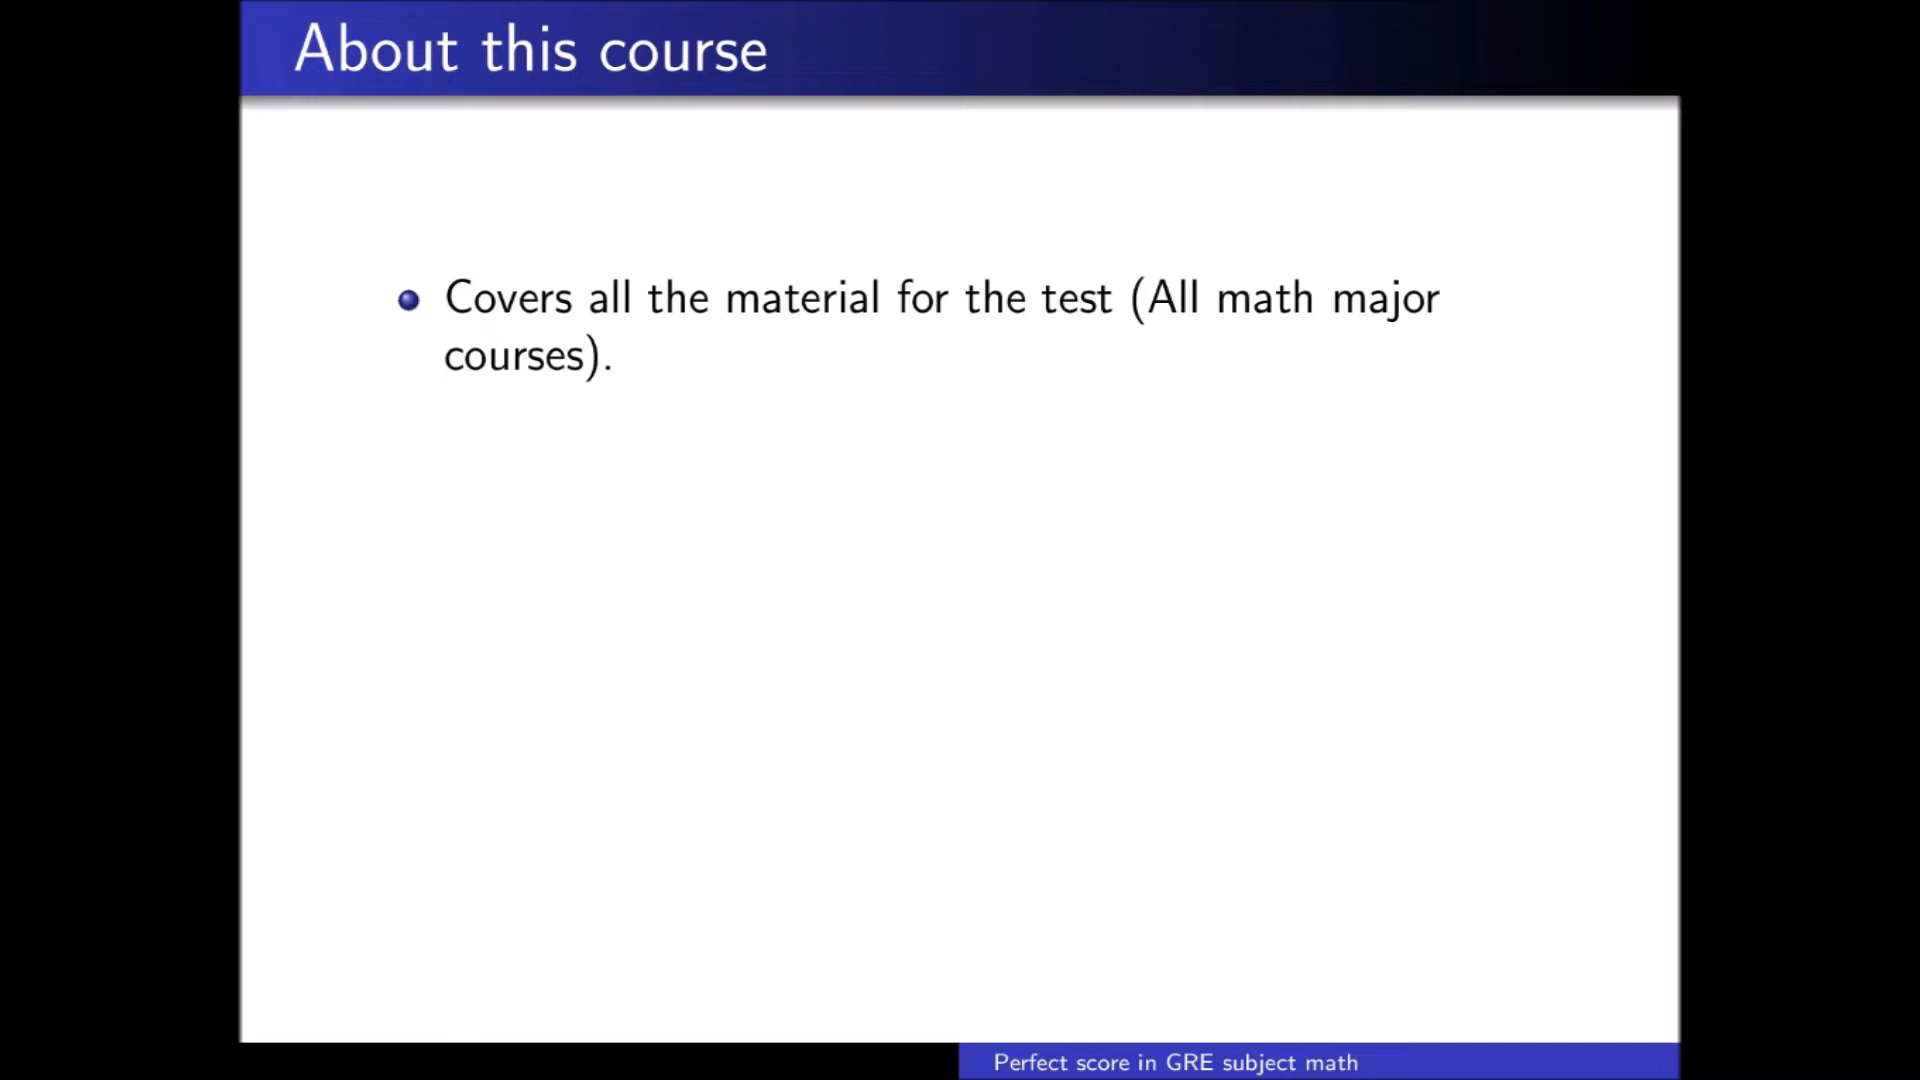 About this course
Covers all the material for the test (All math major
courses).
Perfect score in GRE subject math